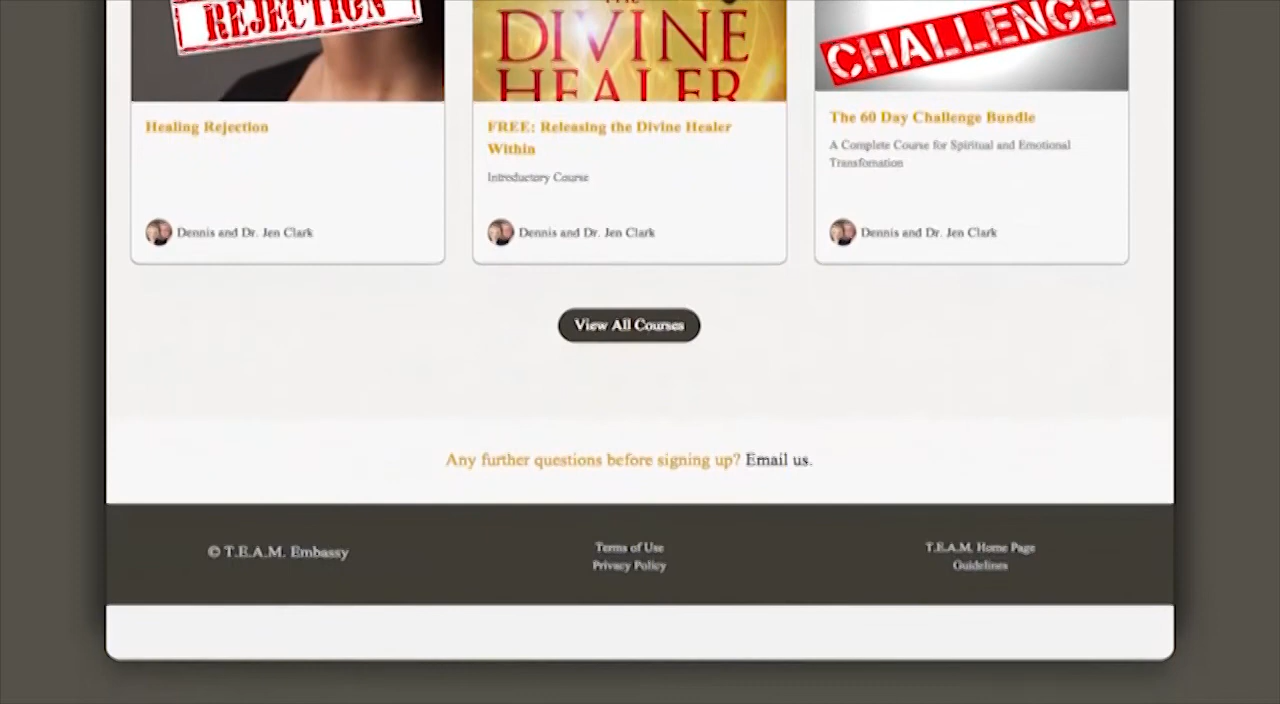 REJECTION
THE
DIVINE
HEALER
CHALLENGE
Healing Rejection
FREE: Releasing the Divine Healer
Within
Introductory Course
The 60 Day Challenge Bundle
A Complete Course for Spiritual and Emotional
Transfomation
Dennis and Dr. Jen Clark
Dennis and Dr. Jen Clark
Dennis and Dr. Jen Clark
View All Courses
Any further questions before signing up? Email us.
© T.E.A.M. Embassy
Terms of Use
Privacy Policy
T.E.A.M. Home Page
Guidelines